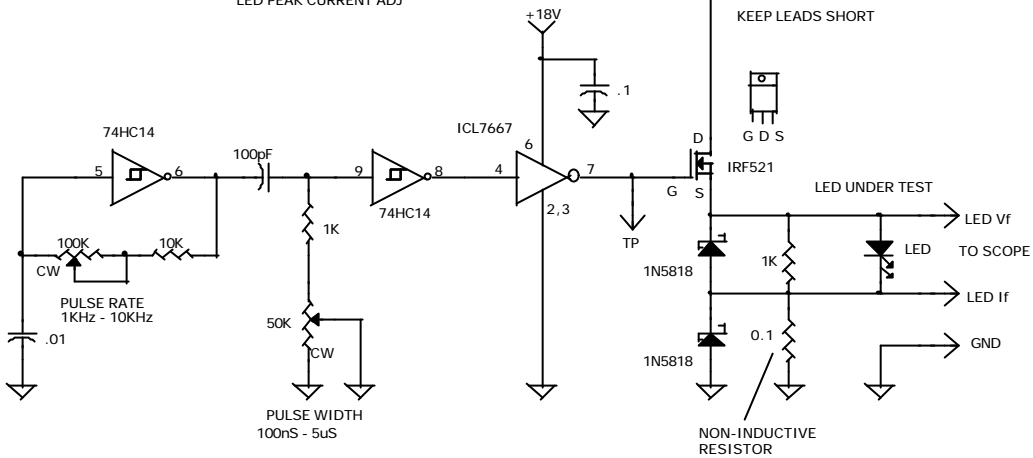 LED PEAK CURRENT ADJ
+18V
KEEP LEADS SHORT
.1
74HC14
ICL7667
6
G D S
100pF
D
5
6
9
8
4
7
IRF521
G
S
LED UNDER TEST
74HC14
2,3
LED Vf
1K
TP
100K
10K
1N5818
1K
LED
TO SCOPE
CW
PULSE RATE
1KHz - 10KHz
LED If
50K
.01
CW
1N5818
0.1
GND
PULSE WIDTH
100nS - 5uS
NON-INDUCTIVE
RESISTOR